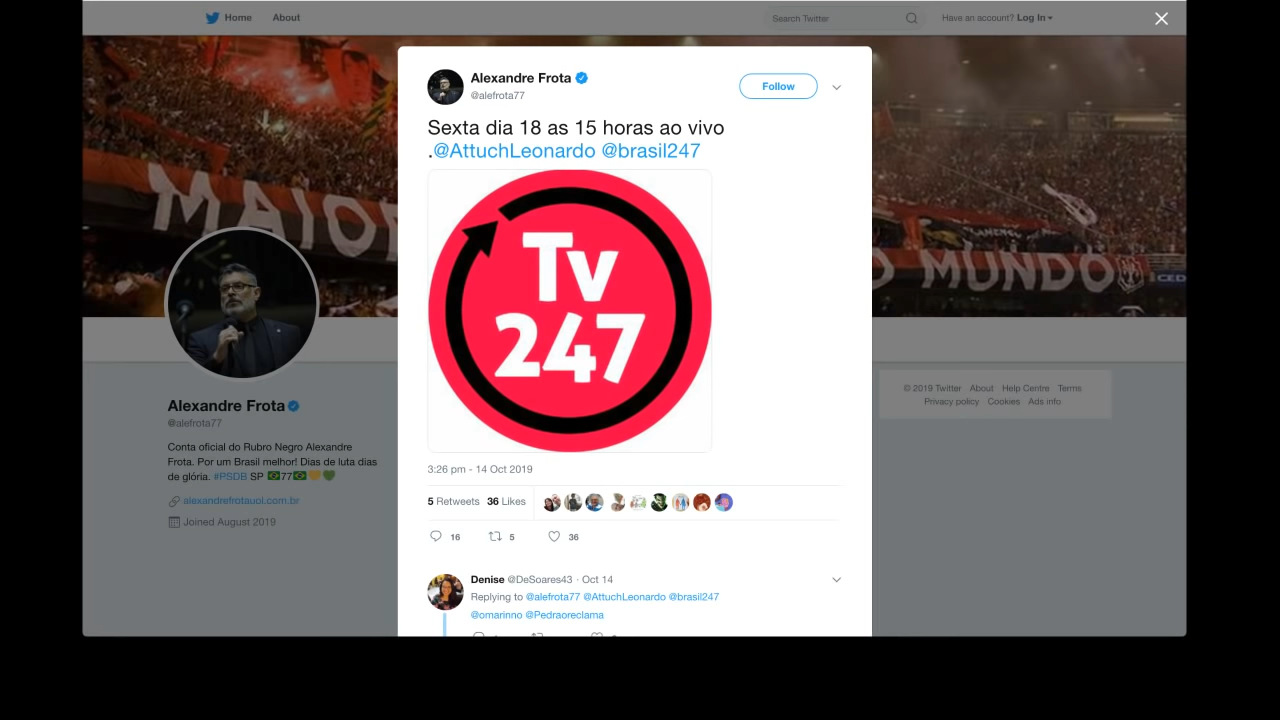 Home About
Search Twitter
Have an account? Log In
Alexandre Frota
@alefrota77
Follow
Sexta dia 18 as 15 horas ao vivo
.@AttuchLeonardo @brasil247
Tv
247
3:26 pm - 14 Oct 2019
5 Retweets 36 Likes
16 5 36
Denise @DeSoares43 · Oct 14
Replying to @alefrota77 @AttuchLeonardo @brasil247
@omarinno @Pedraoreclama
MAIOR
O MUNDO
FLAMENGO
CED
Alexandre Frota
@alefrota77
Conta oficial do Rubro Negro Alexandre
Frota. Por um Brasil melhor! Dias de luta dias
de glória. #PSDB SP 🇧🇷77🇧🇷💛💚
alexandrefrotauol.com.br
Joined August 2019
© 2019 Twitter About Help Centre Terms
Privacy policy Cookies Ads info